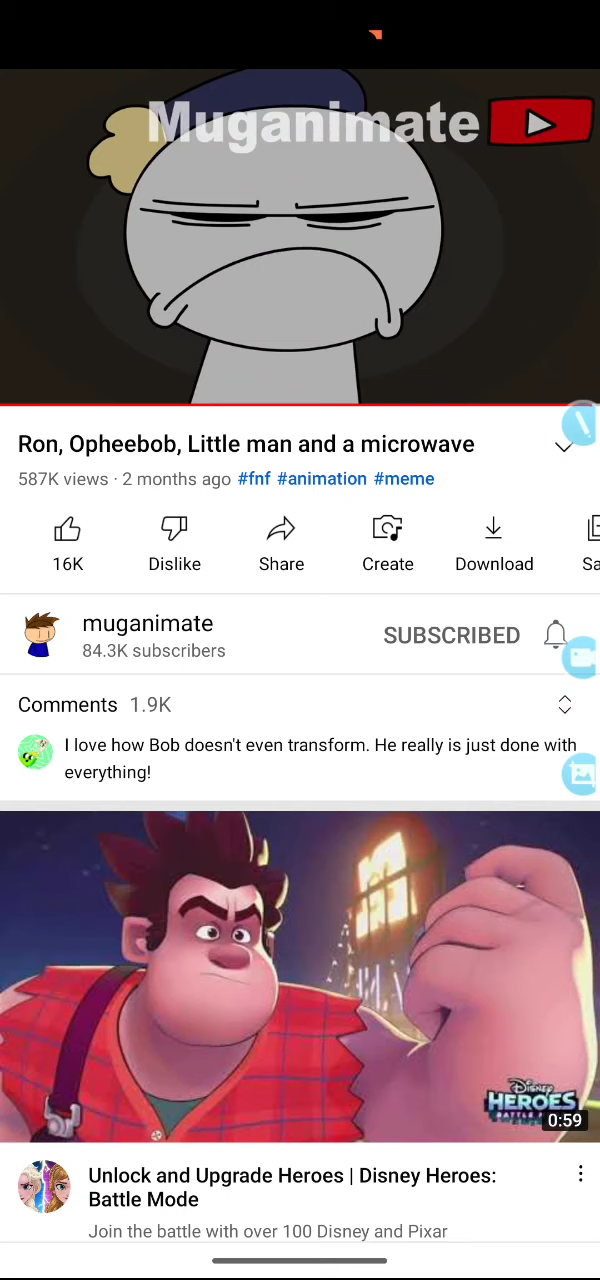 Muganimate
Ron, Opheebob, Little man and a microwave
587K views · 2 months ago #fnf #animation #meme
16K
Dislike
Share
Create
Download
Sa
muganimate
84.3K subscribers
SUBSCRIBED
Comments 1.9K
I love how Bob doesn't even transform. He really is just done with
everything!
Disney
HEROES
BATTLE
0:59
Unlock and Upgrade Heroes | Disney Heroes:
Battle Mode
Join the battle with over 100 Disney and Pixar